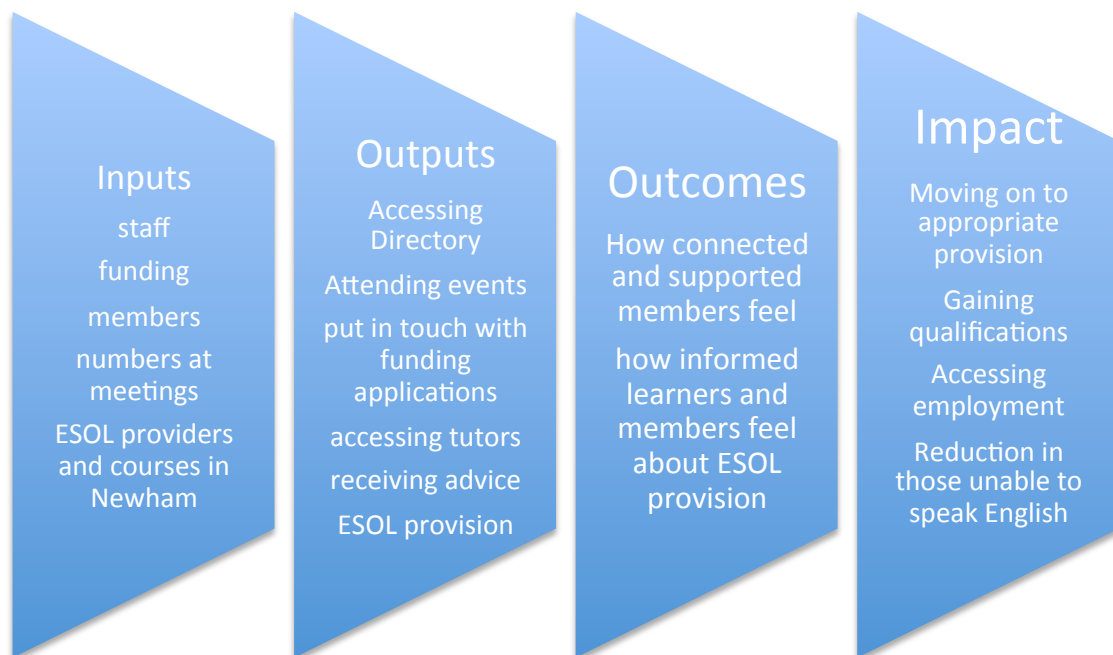 Inputs
staff
funding
members
numbers at
meetings
ESOL providers
and courses in
Newham
Outputs
Accessing
Directory
Attending events
put in touch with
funding
applications
accessing tutors
receiving advice
ESOL provision
Outcomes
How connected
and supported
members feel
how informed
learners and
members feel
about ESOL
provision
Impact
Moving on to
appropriate
provision
Gaining
qualifications
Accessing
employment
Reduction in
those unable to
speak English